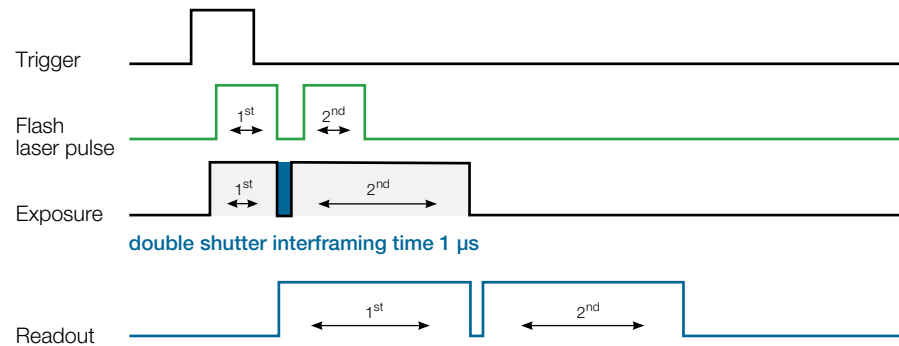 Trigger
1st 2nd
Flash
laser pulse
1st 2nd
Exposure
double shutter interframing time 1 µs
1st 2nd
Readout